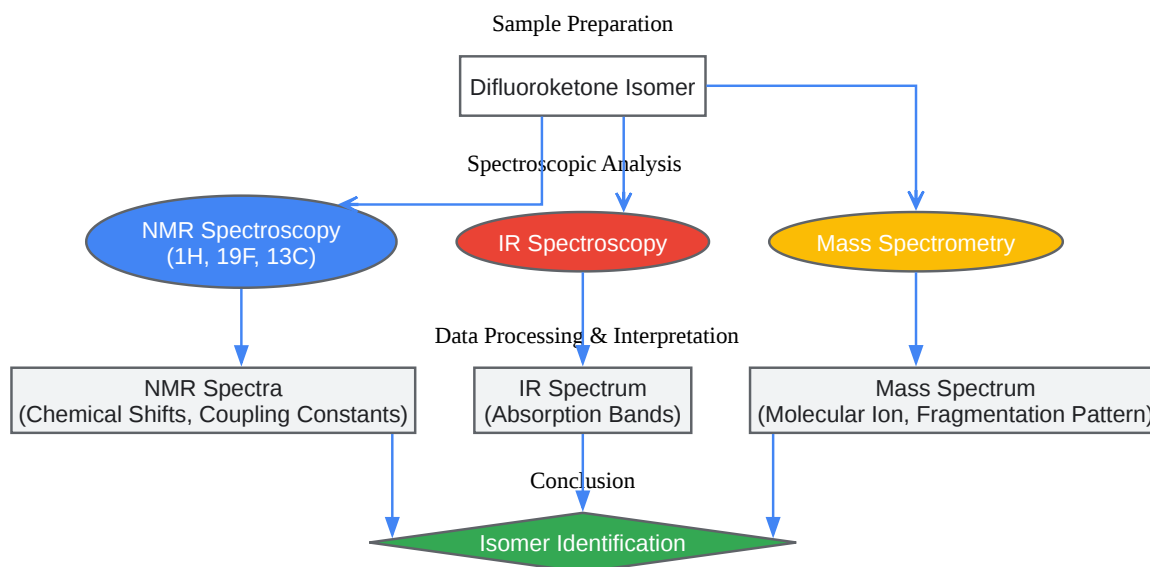 Sample Preparation
Difluoroketone Isomer
Spectroscopic Analysis
NMR Spectroscopy
(1H, 19F, 13C)
IR Spectroscopy
Mass Spectrometry
Data Processing & Interpretation
NMR Spectra
(Chemical Shifts, Coupling Constants)
IR Spectrum
(Absorption Bands)
Mass Spectrum
(Molecular Ion, Fragmentation Pattern)
Conclusion
Isomer Identification